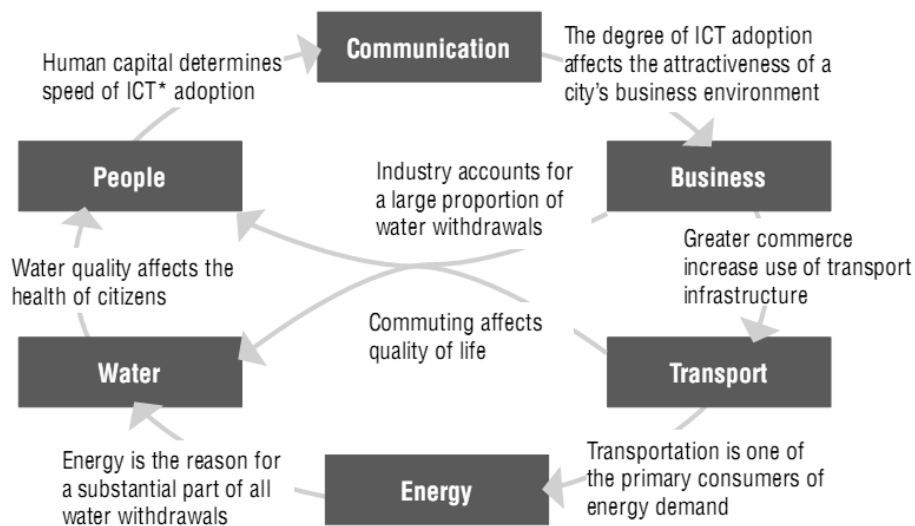 Communication
Human capital determines
speed of ICT* adoption
The degree of ICT adoption
affects the attractiveness of a
city's business environment
People
Industry accounts for
a large proportion of
water withdrawals
Business
Water quality affects the
health of citizens
Greater commerce
increase use of transport
infrastructure
Commuting affects
quality of life
Water
Transport
Energy is the reason for
a substantial part of all
water withdrawals
Energy
Transportation is one of
the primary consumers of
energy demand